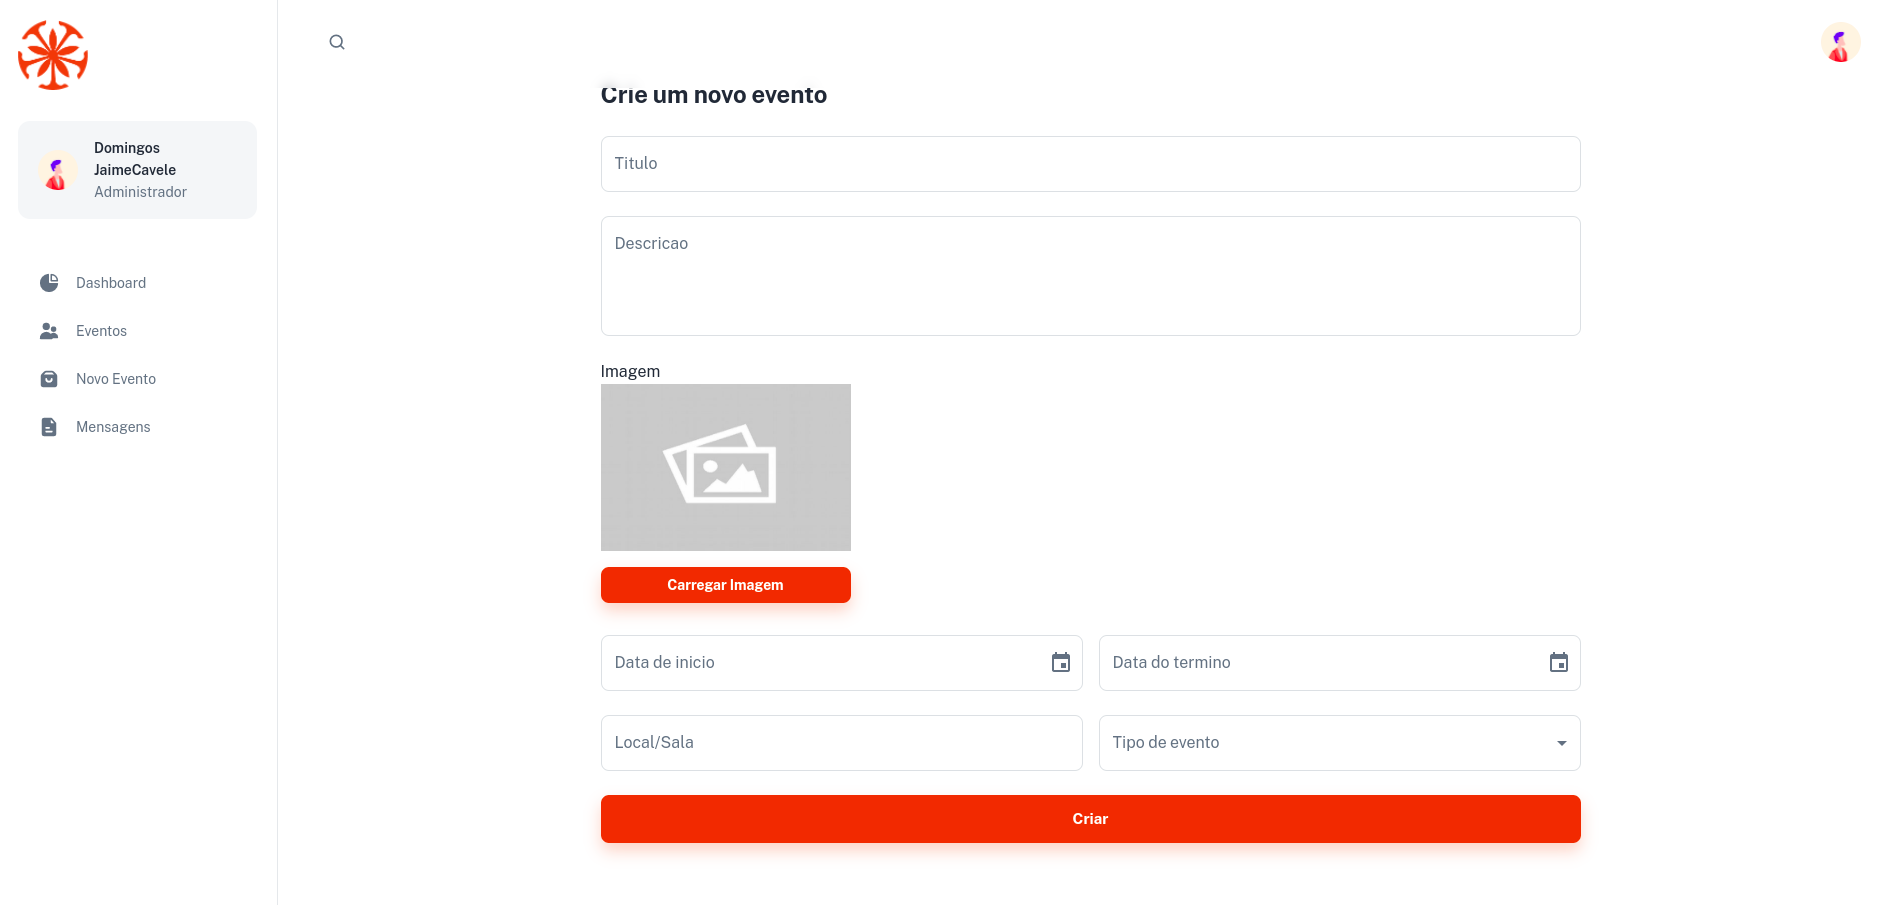 Domingos
JaimeCavele
Administrador
Dashboard
Eventos
Novo Evento
Mensagens
Crie um novo evento
Titulo
Descricao
Imagem
Carregar Imagem
Data de inicio
Data do termino
Local/Sala
Tipo de evento
Criar